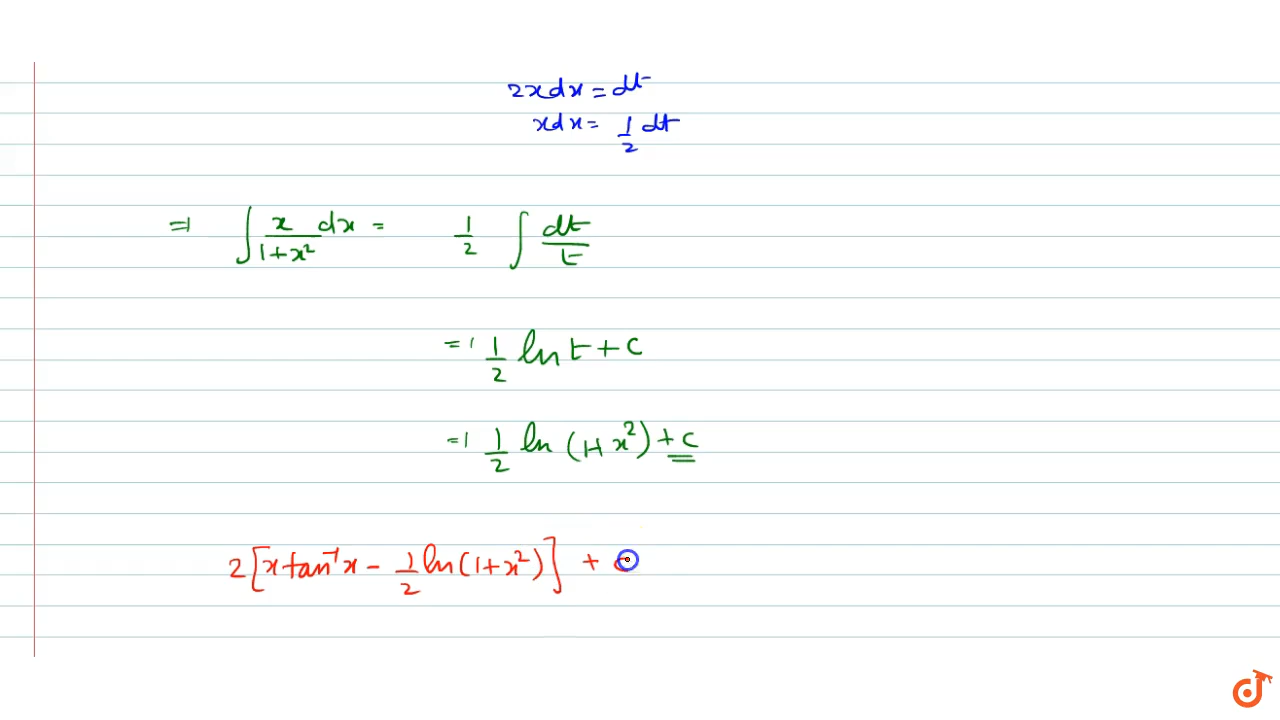 2xdx = dt
xdx = 1/2 dt
⇒ ∫ x/(1+x²) dx = 1/2 ∫ dt/t
=) 1/2 ln t + c
=) 1/2 ln (1+x²) + c
2[x tan⁻¹x - 1/2 ln(1+x²)] + c